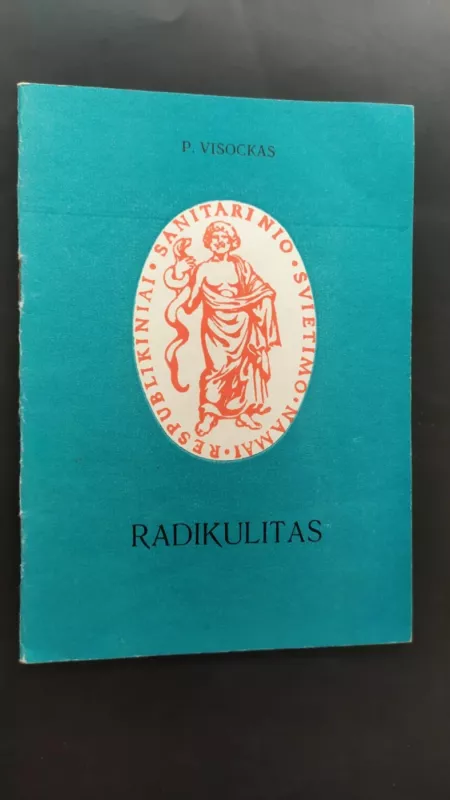 P. VISOCKAS
RESPUBLIKINIAI · SANITARINIO · ŠVIETIMO · NAMAI ·
RADIKULITAS